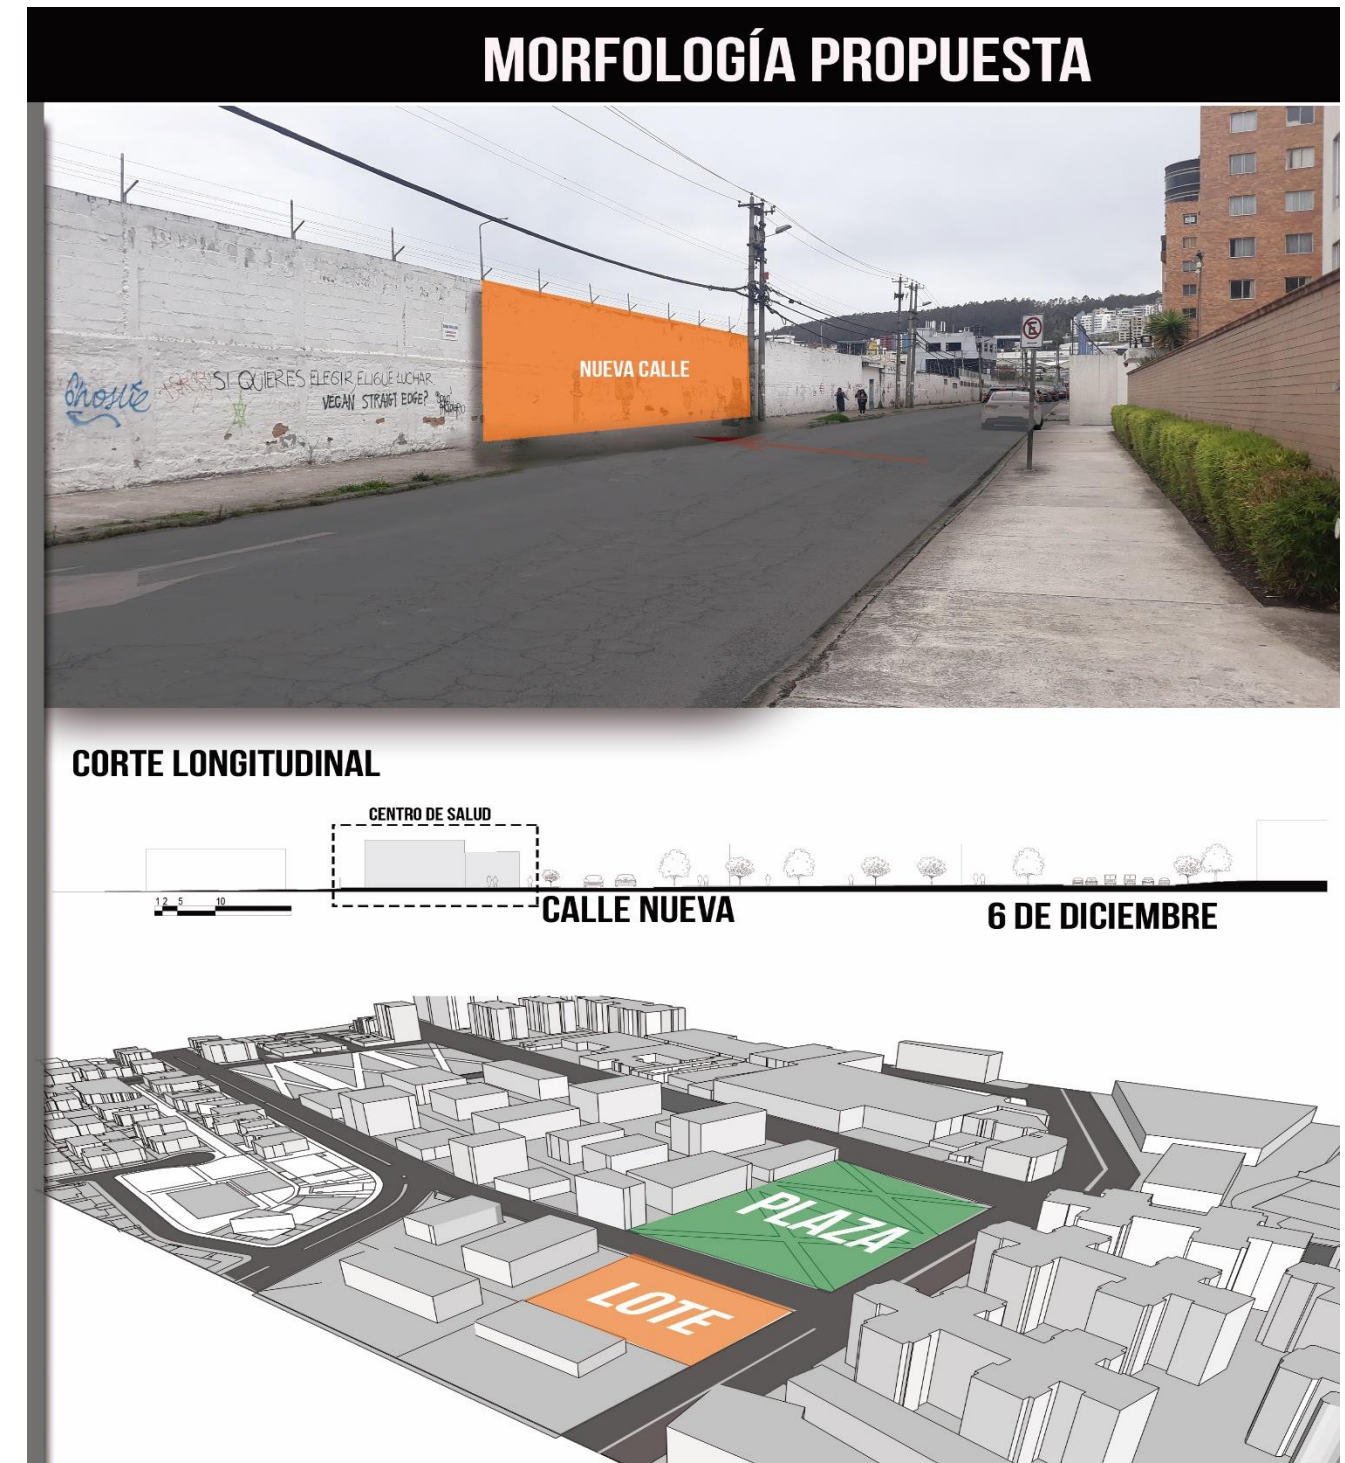 MORFOLOGÍA PROPUESTA
NUEVA CALLE
Ghostie
SI QUIERES ELEGIR ELIGUE LUCHAR
VEGAN STRAIGT EDGE?
E
CORTE LONGITUDINAL
CENTRO DE SALUD
1 2 5 10
CALLE NUEVA
6 DE DICIEMBRE
PLAZA
LOTE